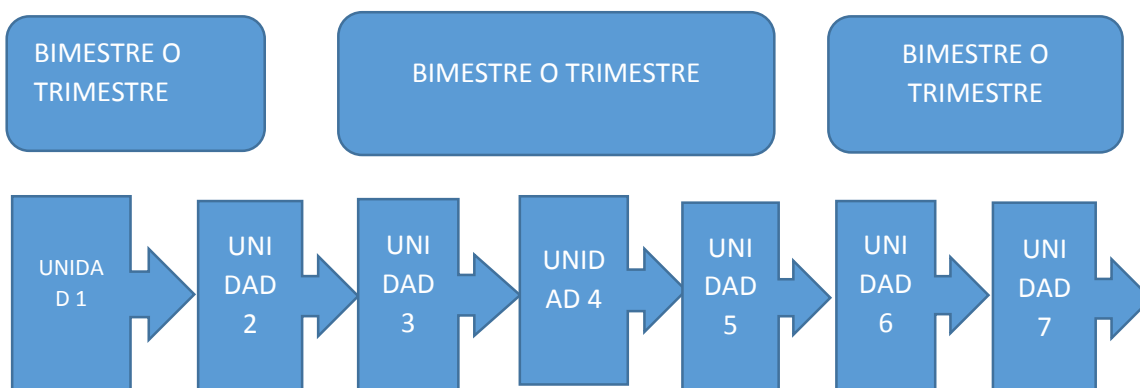 BIMESTRE O
TRIMESTRE
BIMESTRE O TRIMESTRE
BIMESTRE O
TRIMESTRE
UNIDA
D 1
UNI
DAD
2
UNI
DAD
3
UNID
AD 4
UNI
DAD
5
UNI
DAD
6
UNI
DAD
7